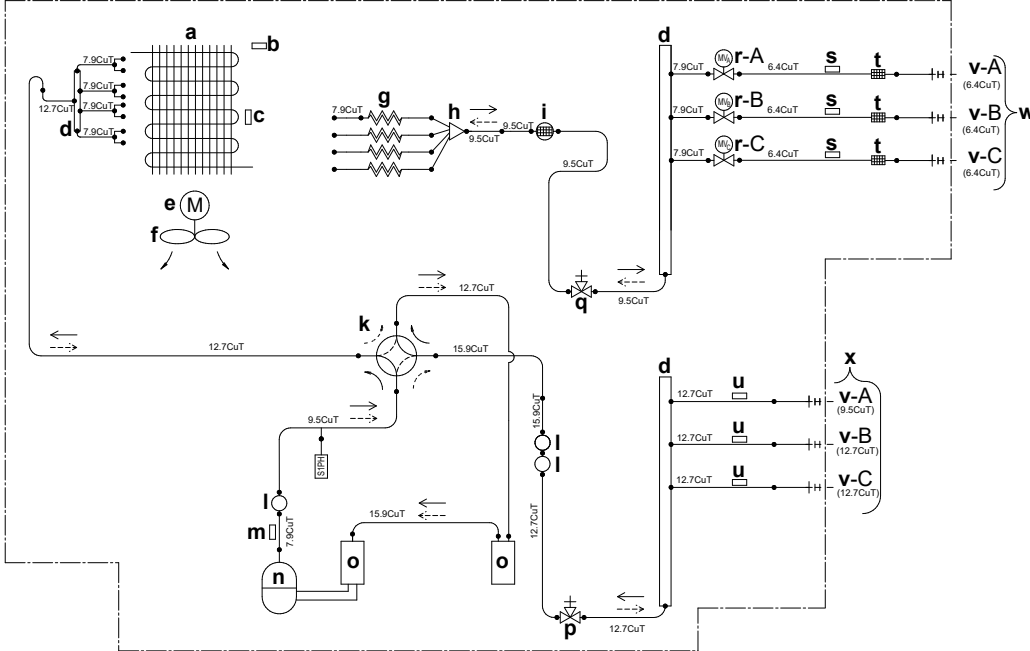 a
b
7.9CuT
12.7CuT
7.9CuT
7.9CuT
d
7.9CuT
c
e
M
f
7.9CuT
g
h
9.5CuT
9.5CuT
i
9.5CuT
d
7.9CuT
MVA
r-A
6.4CuT
s
t
v-A
(6.4CuT)
7.9CuT
MVB
r-B
6.4CuT
s
t
v-B
(6.4CuT)
w
7.9CuT
MVC
r-C
6.4CuT
s
t
v-C
(6.4CuT)
q
9.5CuT
12.7CuT
k
12.7CuT
15.9CuT
9.5CuT
S1PH
15.9CuT
l
l
l
m
7.9CuT
n
15.9CuT
o
o
12.7CuT
p
12.7CuT
d
x
12.7CuT
u
v-A
(9.5CuT)
12.7CuT
u
v-B
(12.7CuT)
12.7CuT
u
v-C
(12.7CuT)